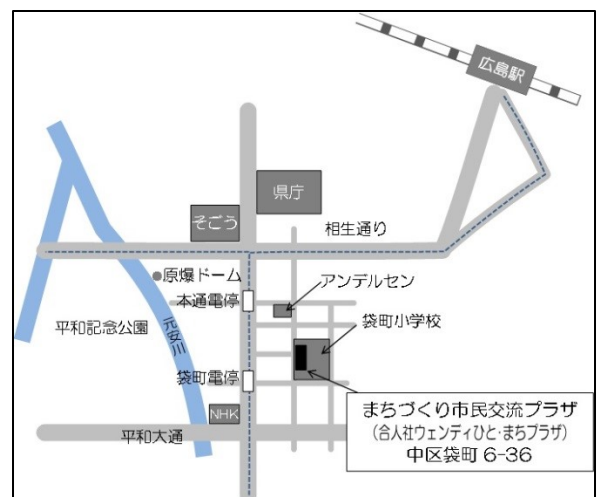 広島駅
県庁
そごう
相生通り
原爆ドーム
アンデルセン
本通電停
袋町小学校
平和記念公園
元安川
袋町電停
NHK
平和大通
まちづくり市民交流プラザ
(合人社ウェンディひと・まちプラザ)
中区袋町 6-36